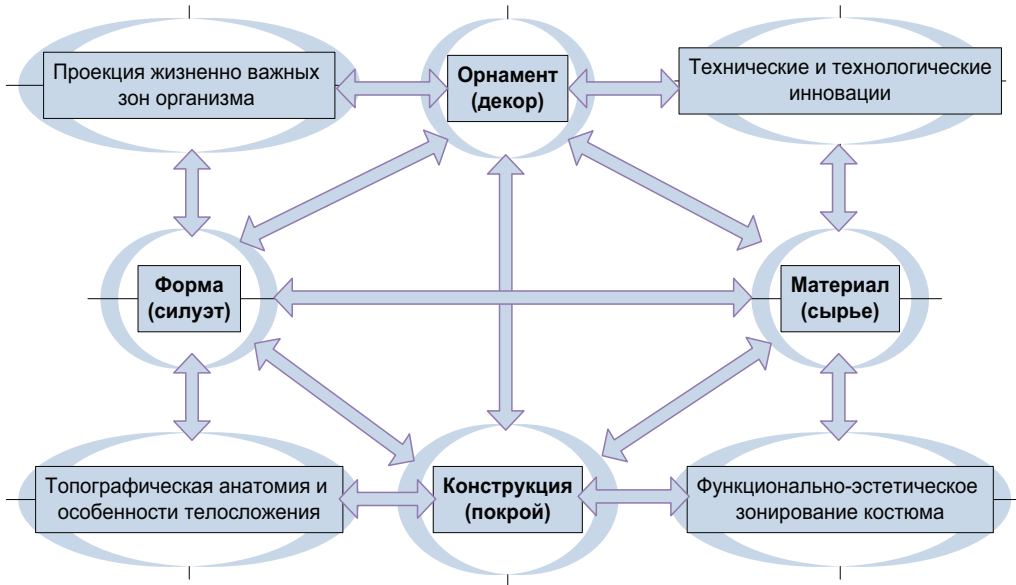 Проекция жизненно важных
зон организма
Орнамент
(декор)
Технические и технологические
инновации
Форма
(силуэт)
Материал
(сырье)
Топографическая анатомия и
особенности телосложения
Конструкция
(покрой)
Функционально-эстетическое
зонирование костюма